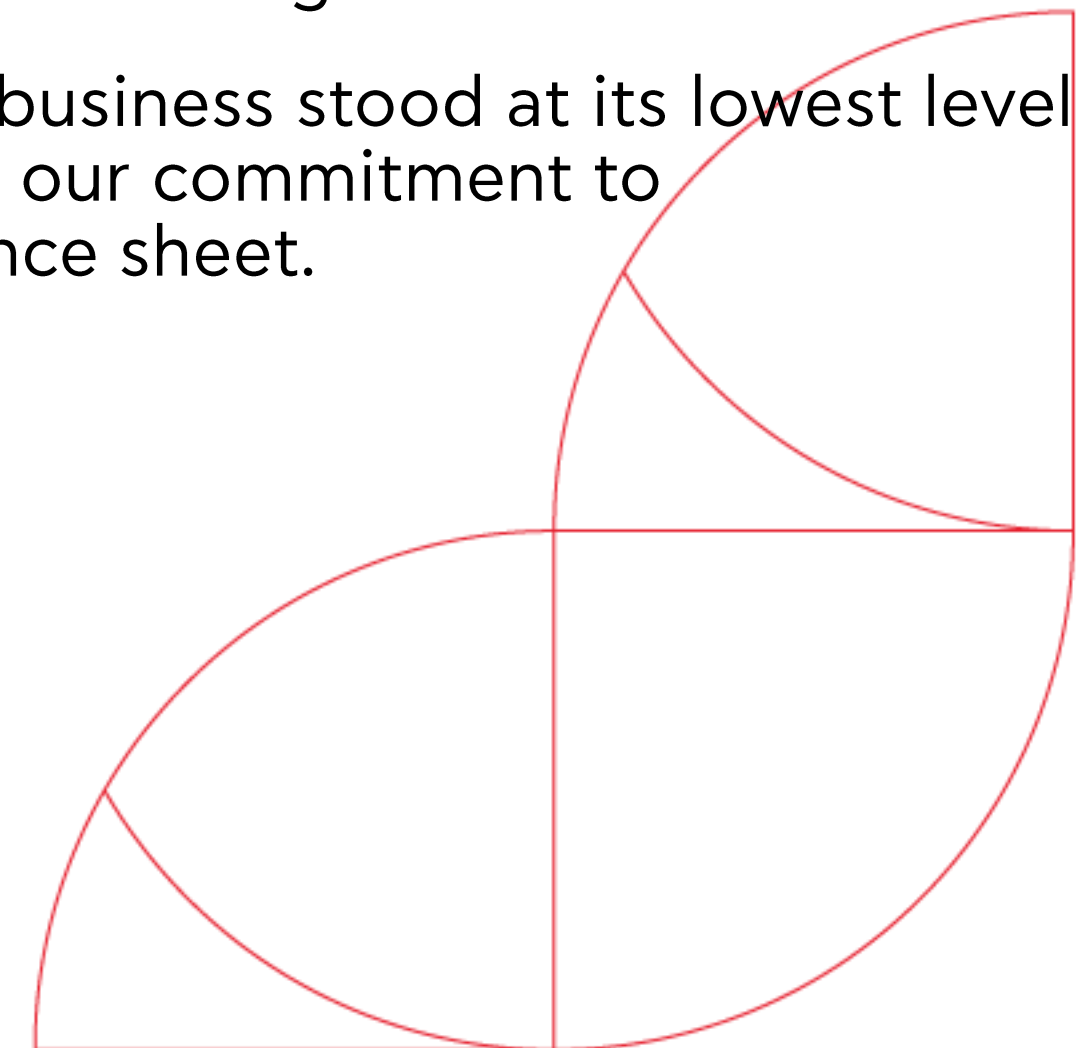 business stood at its lowest level
our commitment to
nce sheet.